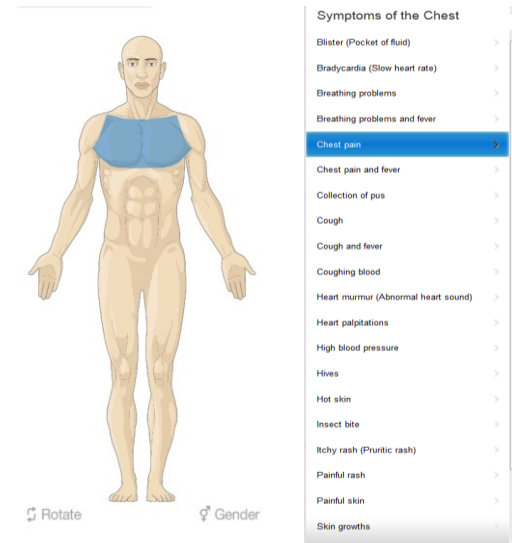 Symptoms of the Chest
Blister (Pocket of fluid)
Bradycardia (Slow heart rate)
Breathing problems
Breathing problems and fever
Chest pain
Chest pain and fever
Collection of pus
Cough
Cough and fever
Coughing blood
Heart murmur (Abnormal heart sound)
Heart palpitations
High blood pressure
Hives
Hot skin
Insect bite
Itchy rash (Pruritic rash)
Painful rash
Painful skin
Skin growths
Rotate
Gender